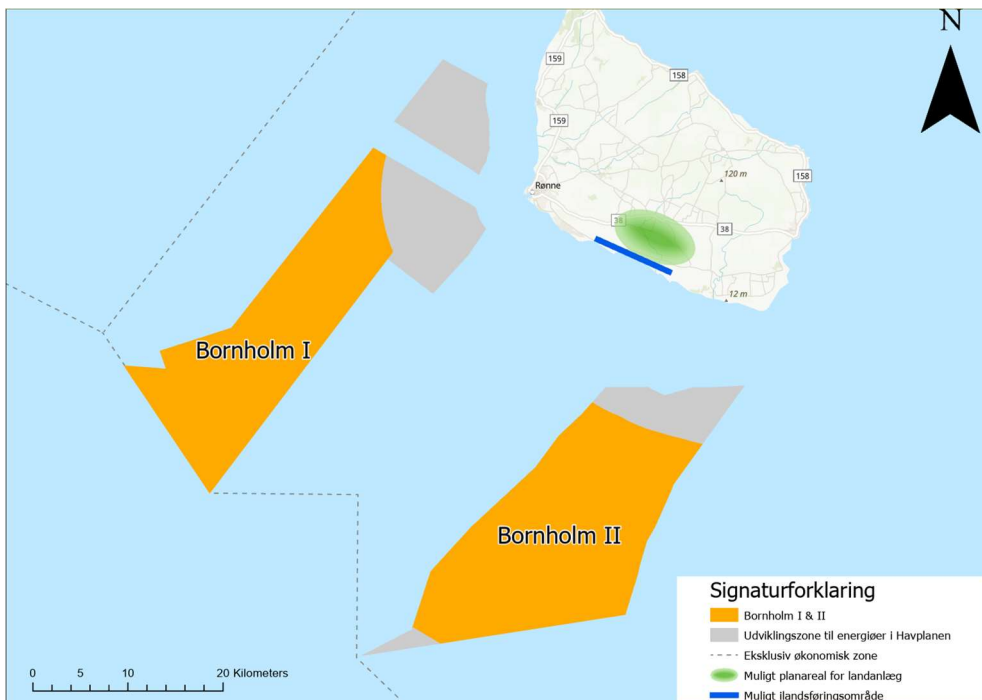 N
159
158
159
Rønne
120 m
158
38
38
12 m
Bornholm I
Bornholm II
Signaturforklaring
Bornholm I & II
Udviklingszone til energiøer i Havplanen
Eksklusiv økonomisk zone
Muligt planareal for landanlæg
Muligt ilandsføringsområde
0 5 10 20 Kilometers